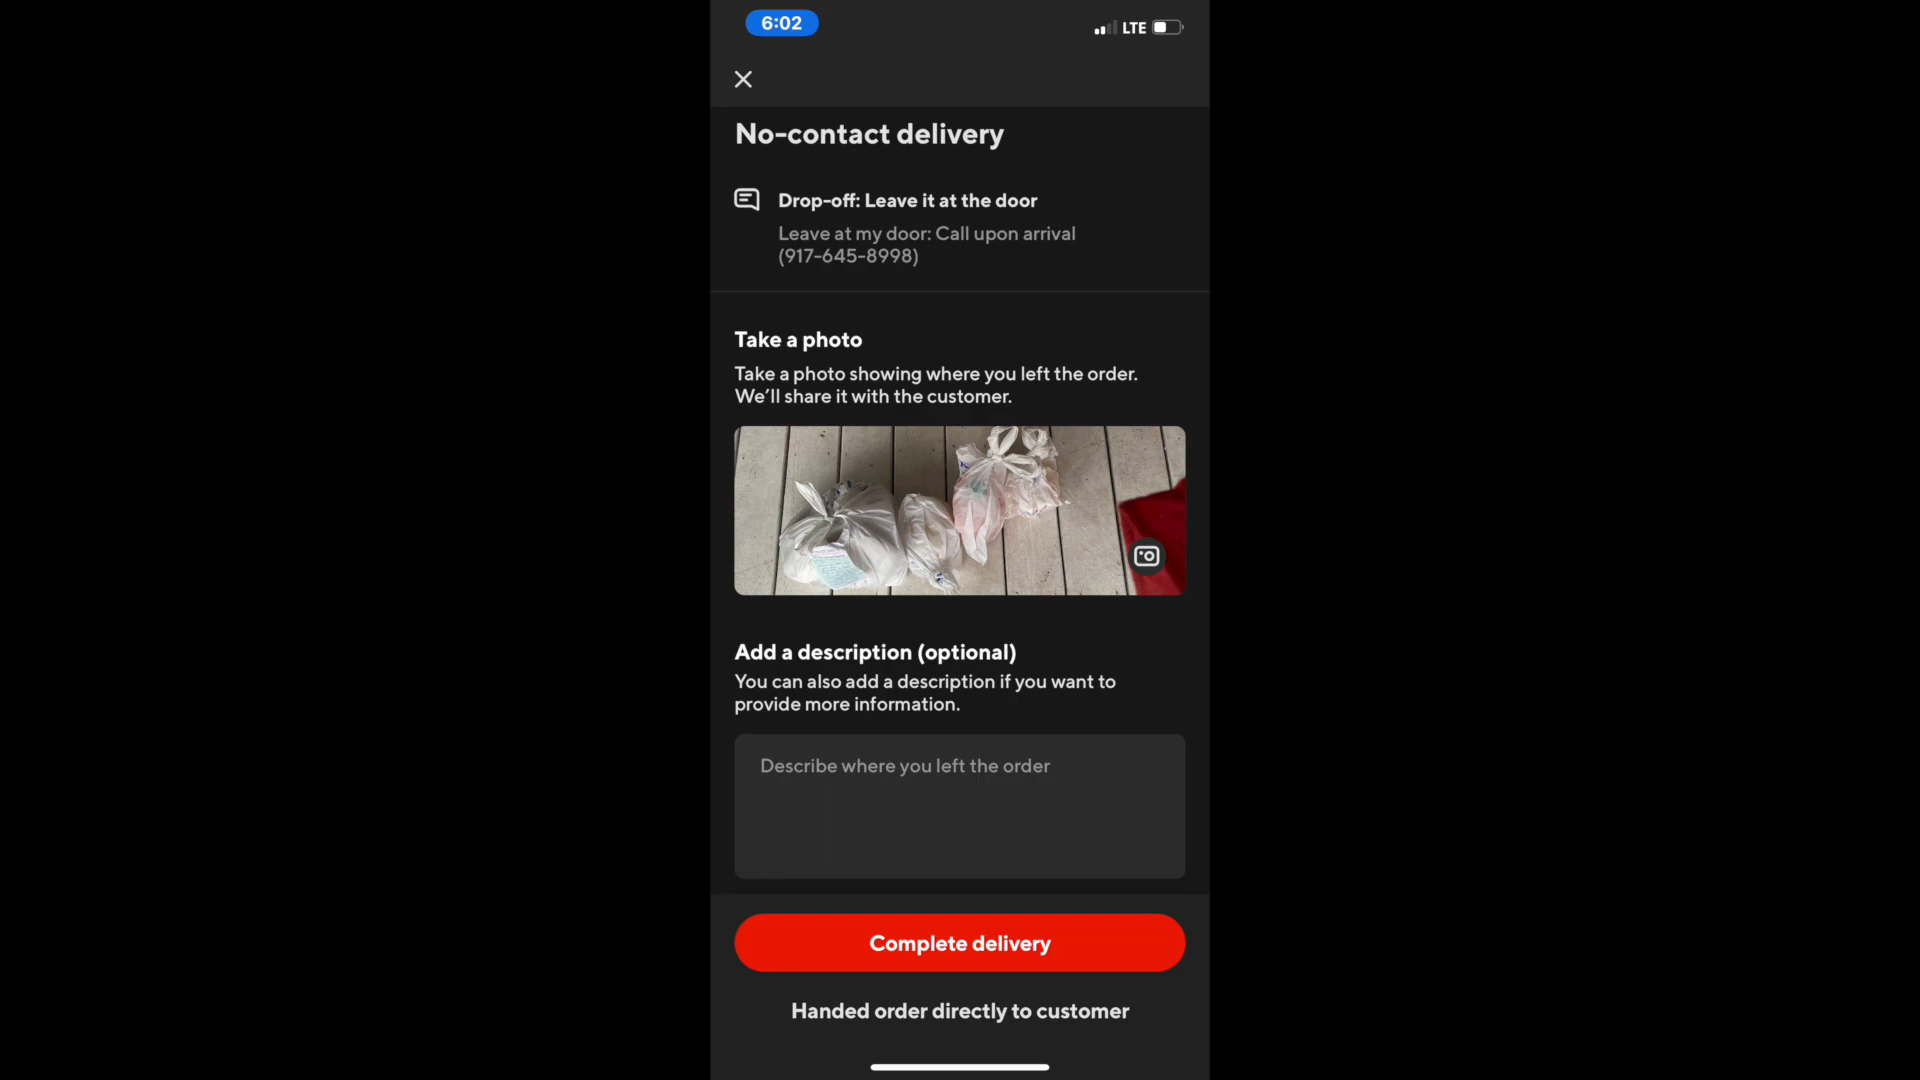 6:02
LTE
No-contact delivery
Drop-off: Leave it at the door
Leave at my door: Call upon arrival
(917-645-8998)
Take a photo
Take a photo showing where you left the order.
We'll share it with the customer.
Add a description (optional)
You can also add a description if you want to
provide more information.
Describe where you left the order
Complete delivery
Handed order directly to customer